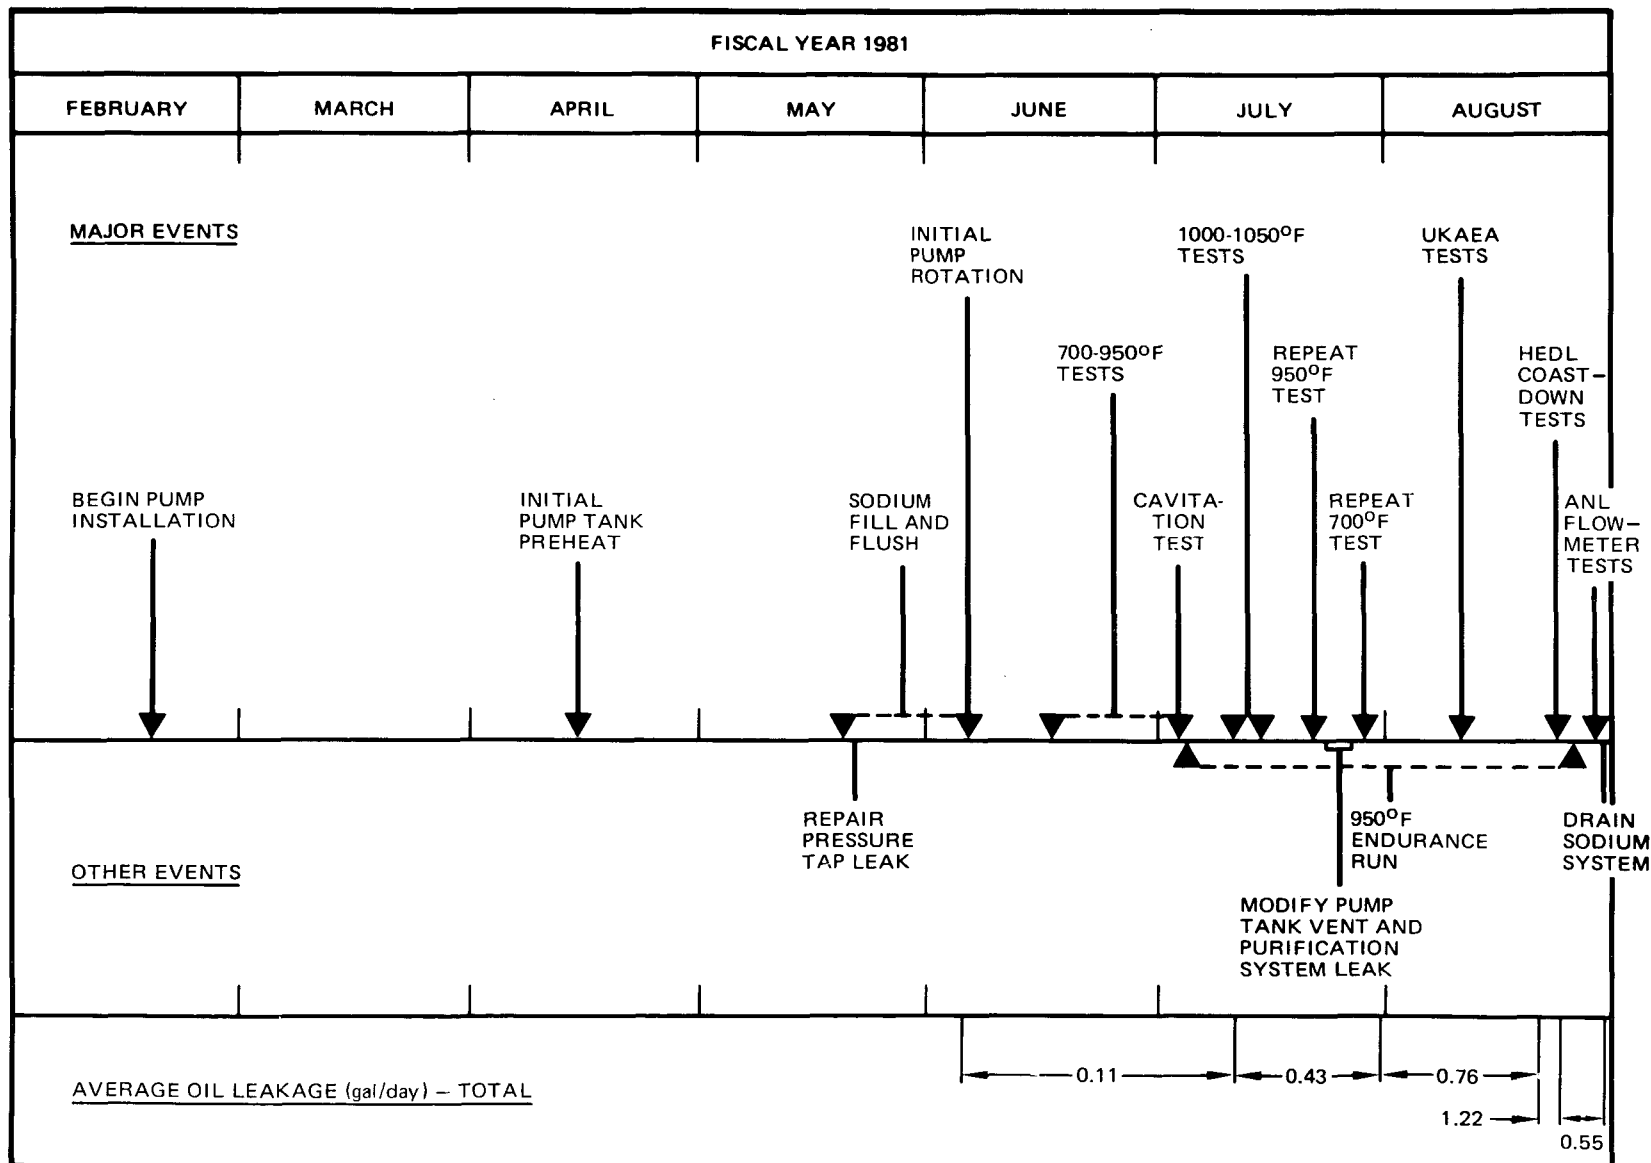 FISCAL YEAR 1981
FEBRUARY
MARCH
APRIL
MAY
JUNE
JULY
AUGUST
MAJOR EVENTS
INITIAL
PUMP
ROTATION
1000-1050°F
TESTS
UKAEA
TESTS
700-950°F
TESTS
REPEAT
950°F
TEST
HEDL
COAST–
DOWN
TESTS
BEGIN PUMP
INSTALLATION
INITIAL
PUMP TANK
PREHEAT
SODIUM
FILL AND
FLUSH
CAVITA-
TION
TEST
REPEAT
700°F
TEST
ANL
FLOW–
METER
TESTS
REPAIR
PRESSURE
TAP LEAK
950°F
ENDURANCE
RUN
DRAIN
SODIUM
SYSTEM
OTHER EVENTS
MODIFY PUMP
TANK VENT AND
PURIFICATION
SYSTEM LEAK
AVERAGE OIL LEAKAGE (gal/day) – TOTAL
0.11
0.43
0.76
1.22
0.55